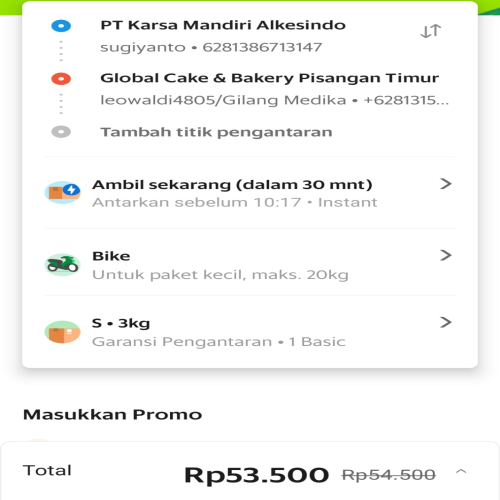 PT Karsa Mandiri Alkesindo
sugiyanto • 6281386713147
Global Cake & Bakery Pisangan Timur
leowaldi4805/Gilang Medika • +6281315...
Tambah titik pengantaran
Ambil sekarang (dalam 30 mnt)
Antarkan sebelum 10:17 • Instant
Bike
Untuk paket kecil, maks. 20kg
S • 3kg
Garansi Pengantaran • 1 Basic
Masukkan Promo
Total Rp53.500 Rp54.500